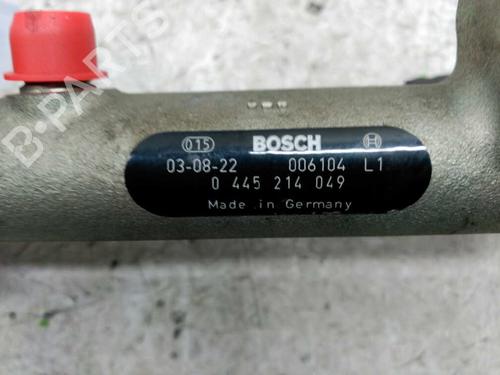 015 BOSCH
03-08-22 006104 L1
0 445 214 049
Made in Germany
B-PARTS